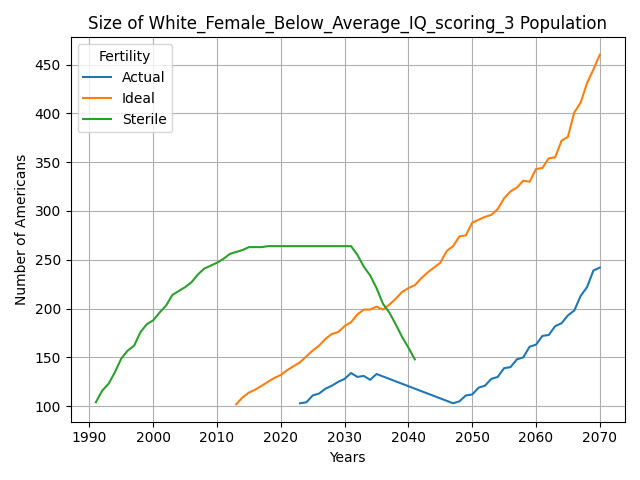 Size of White_Female_Below_Average_IQ_scoring_3 Population
Fertility
Actual
Ideal
Sterile
450
400
350
300
250
200
150
100
Number of Americans
1990 2000 2010 2020 2030 2040 2050 2060 2070
Years